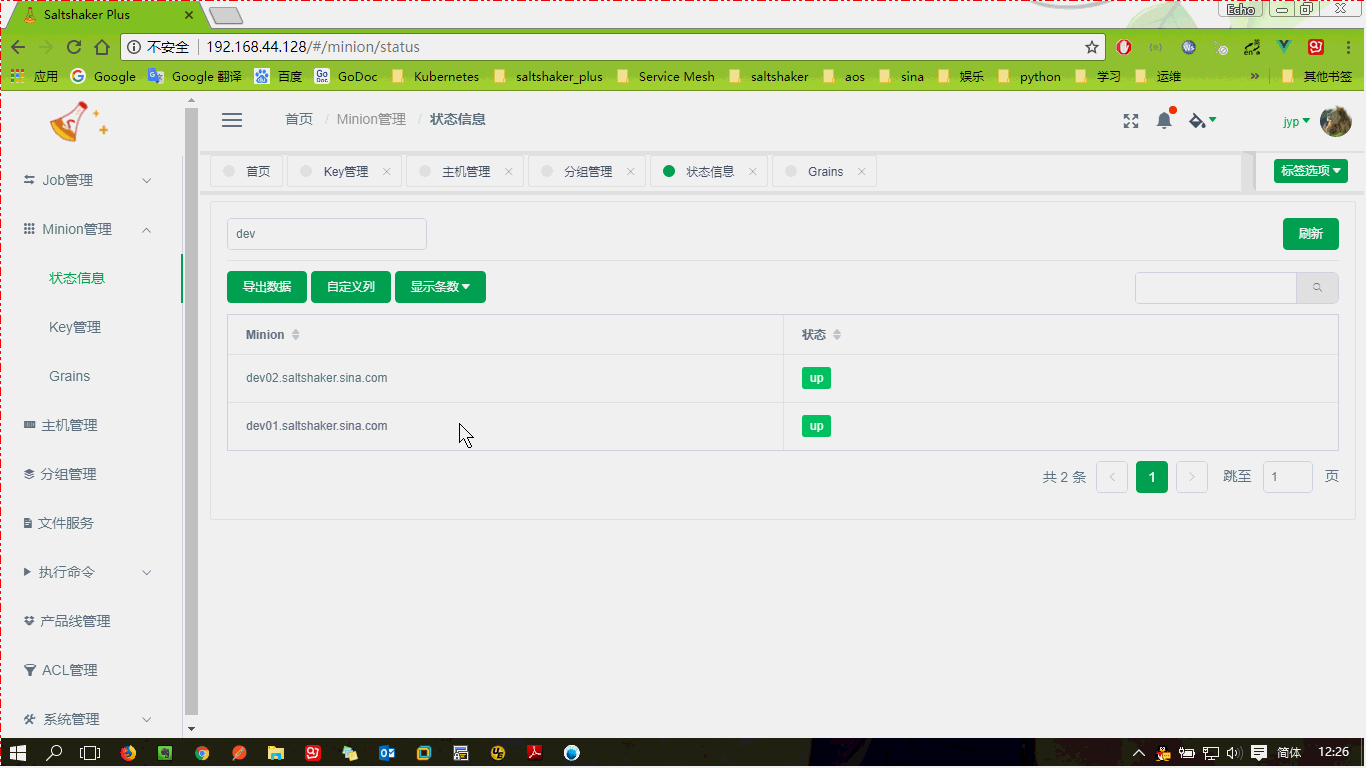 Saltshaker Plus
Echo
不安全 192.168.44.128/#/minion/status
应用 Google Google 翻译 百度 GoDoc Kubernetes saltshaker_plus Service Mesh saltshaker aos sina 娱乐 python 学习 运维 » 其他书签
首页 / Minion管理 / 状态信息
jyp
首页 Key管理 主机管理 分组管理 状态信息 Grains 标签选项
Job管理
Minion管理
状态信息
Key管理
Grains
主机管理
分组管理
文件服务
执行命令
产品线管理
ACL管理
系统管理
dev 刷新
导出数据 自定义列 显示条数
Minion 状态
dev02.saltshaker.sina.com up
dev01.saltshaker.sina.com up
共 2 条 1 跳至 1 页
简体 12:26